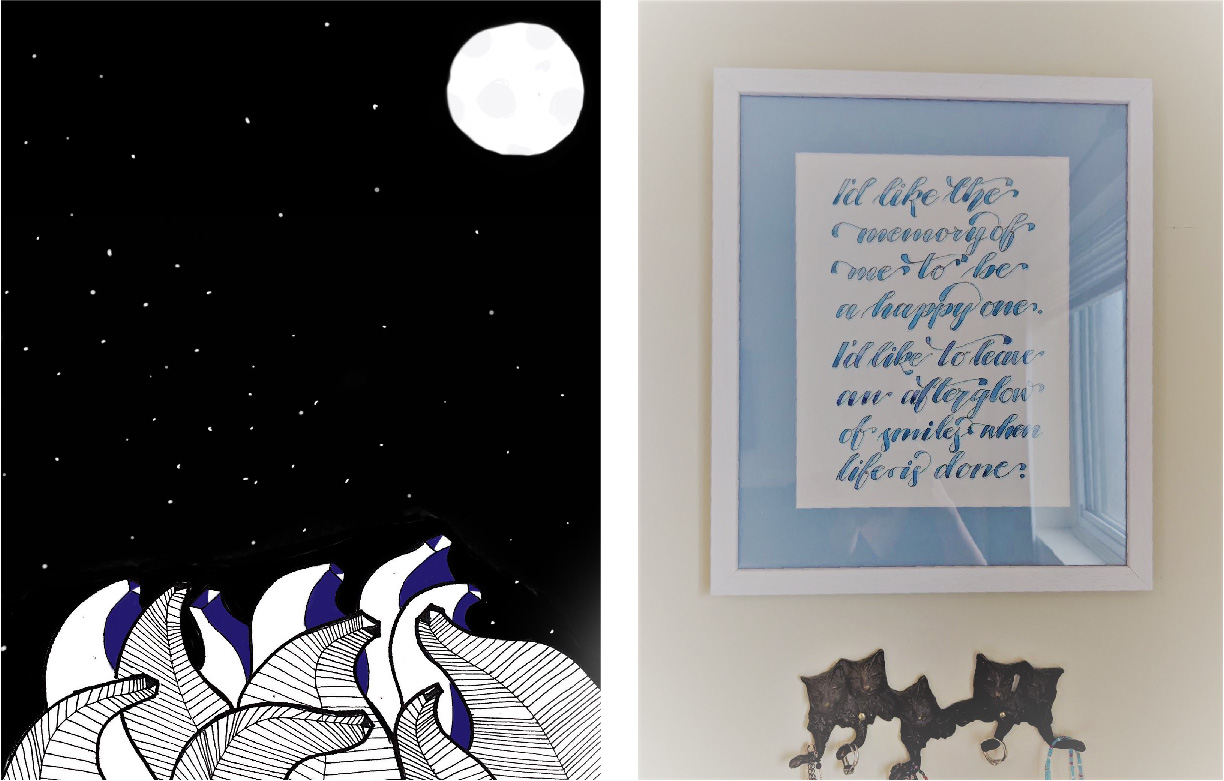 I'd like the
memory of
me to be
a happy one.
I'd like to leave
an afterglow
of smiles when
life is done.